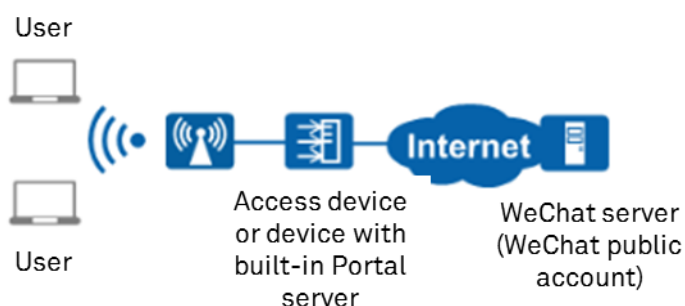 User
Internet
Access device
or device with
built-in Portal
server
WeChat server
(WeChat public
account)
User